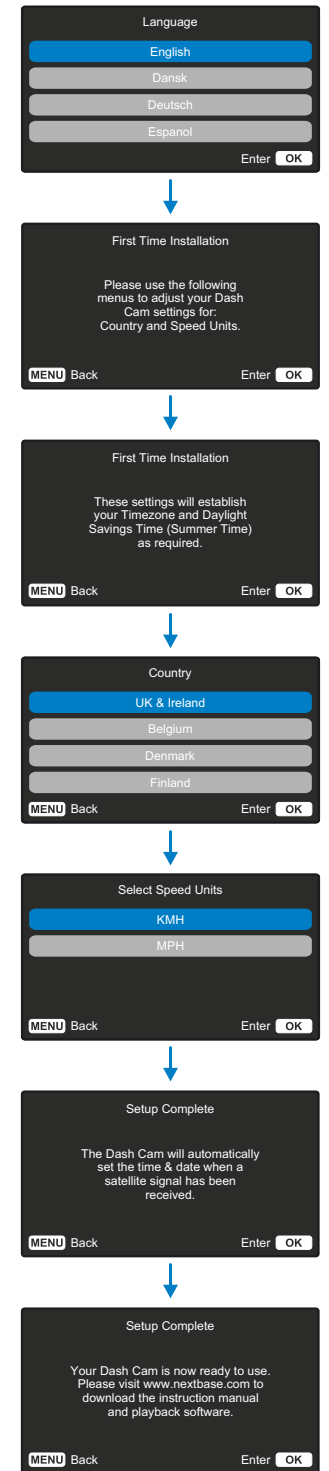 Language
English
Dansk
Deutsch
Espanol
Enter OK
First Time Installation
Please use the following
menus to adjust your Dash
Cam settings for:
Country and Speed Units.
MENU Back Enter OK
First Time Installation
These settings will establish
your Timezone and Daylight
Savings Time (Summer Time)
as required.
MENU Back Enter OK
Country
UK & Ireland
Belgium
Denmark
Finland
MENU Back Enter OK
Select Speed Units
KMH
MPH
MENU Back Enter OK
Setup Complete
The Dash Cam will automatically
set the time & date when a
satellite signal has been
received.
MENU Back Enter OK
Setup Complete
Your Dash Cam is now ready to use.
Please visit www.nextbase.com to
download the instruction manual
and playback software.
MENU Back Enter OK